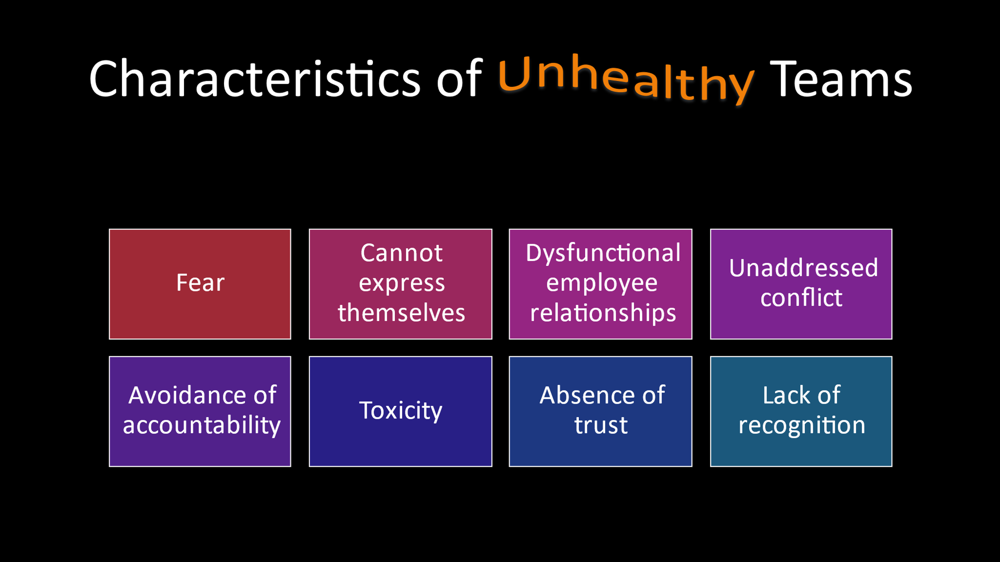 Characteristics of Unhealthy Teams
Fear
Cannot
express
themselves
Dysfunctional
employee
relationships
Unaddressed
conflict
Avoidance of
accountability
Toxicity
Absence of
trust
Lack of
recognition